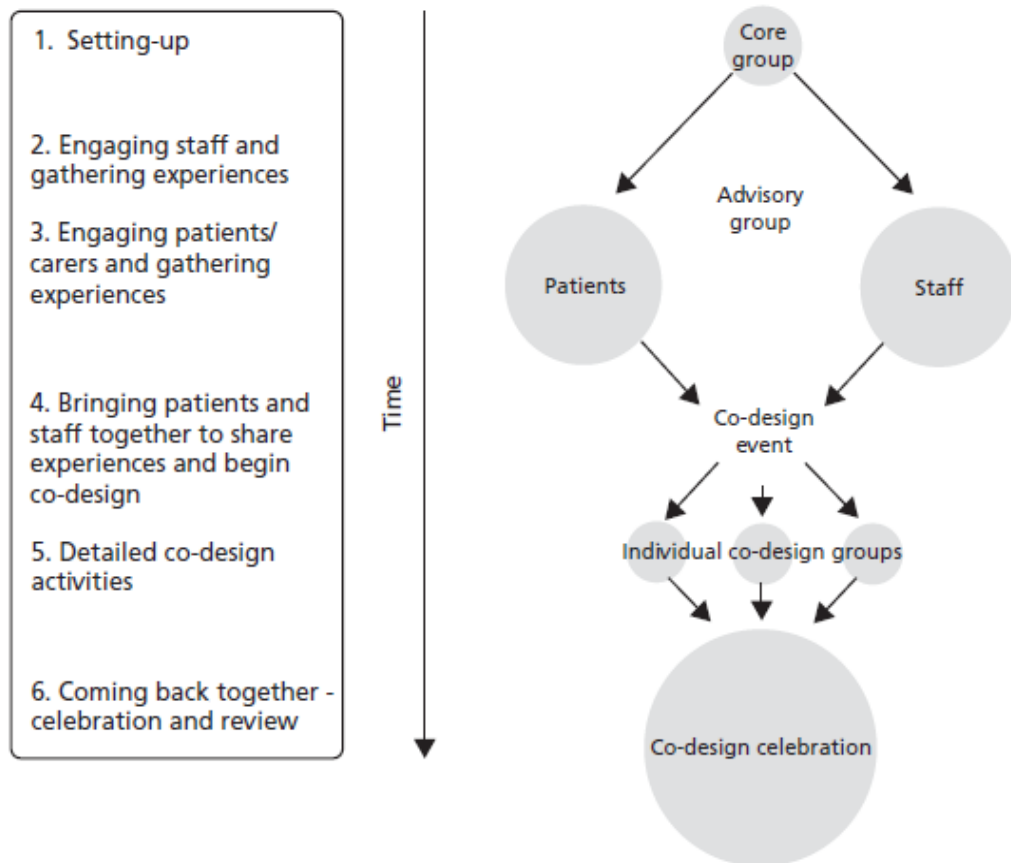 1. Setting-up
2. Engaging staff and
gathering experiences
3. Engaging patients/
carers and gathering
experiences
4. Bringing patients and
staff together to share
experiences and begin
co-design
5. Detailed co-design
activities
6. Coming back together -
celebration and review
Time
Core
group
Advisory
group
Patients
Staff
Co-design
event
Individual co-design groups
Co-design celebration